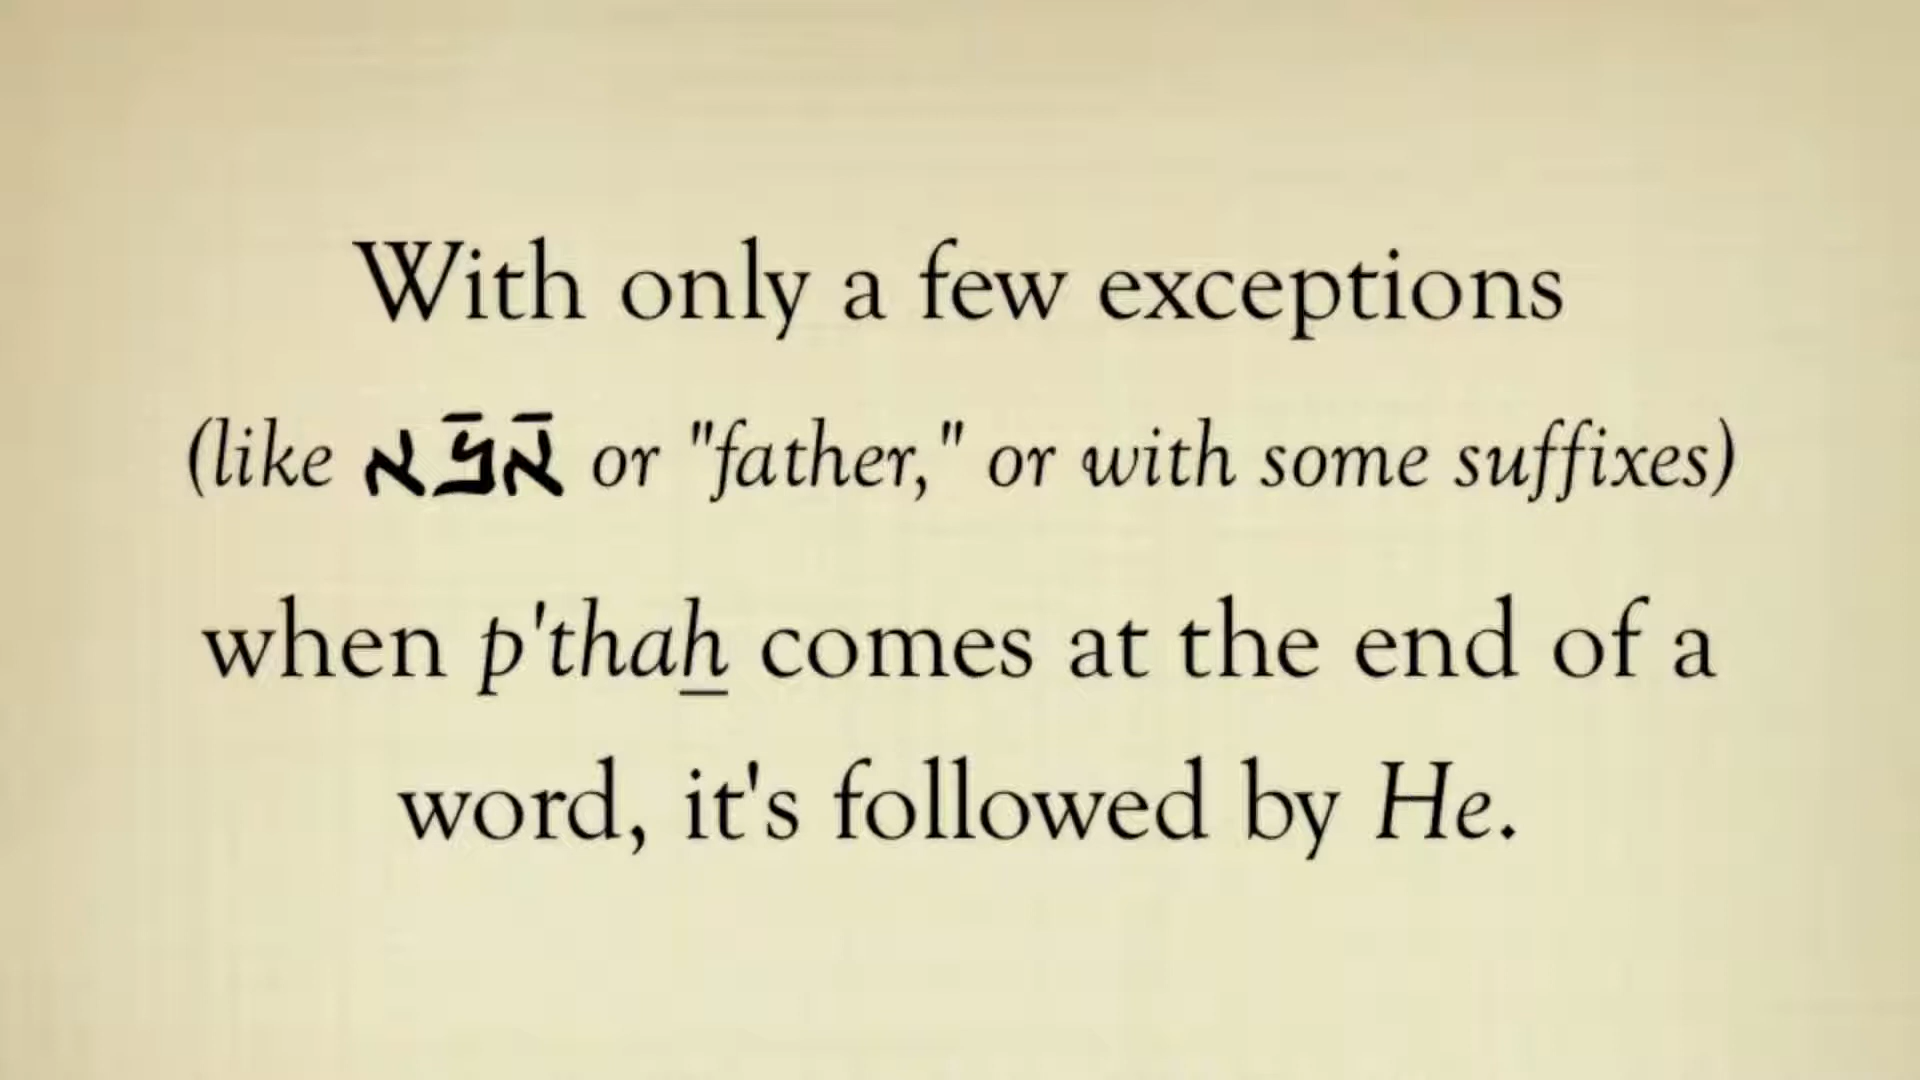 With only a few exceptions
(like א̄ב̄א or "father," or with some suffixes)
when p'thaẖ comes at the end of a
word, it's followed by He.